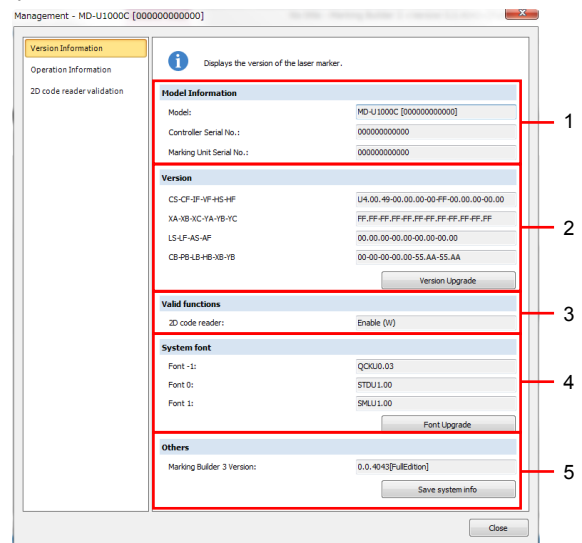 Management - MD-U1000C [000000000000]
Version Information
Operation Information
2D code reader validation
Displays the version of the laser marker.
Model Information
Model: MD-U1000C [000000000000]
Controller Serial No.: 000000000000
Marking Unit Serial No.: 000000000000
1
Version
CS-CF-IF-VF-HS-HF U4.00.49-00.00.00-00-FF-00.00.00-00.00
XA-XB-XC-YA-YB-YC FF.FF-FF.FF-FF.FF-FF.FF-FF.FF-FF.FF
LS-LF-AS-AF 00.00.00-00.00-00.00-00.00
CB-PB-LB-HB-XB-YB 00-00-00-00.00-55.AA-55.AA
Version Upgrade
2
Valid functions
2D code reader: Enable (W)
3
System font
Font -1: QCKU0.03
Font 0: STDU1.00
Font 1: SMLU1.00
Font Upgrade
4
Others
Marking Builder 3 Version: 0.0.4043[FullEdition]
Save system info
5
Close